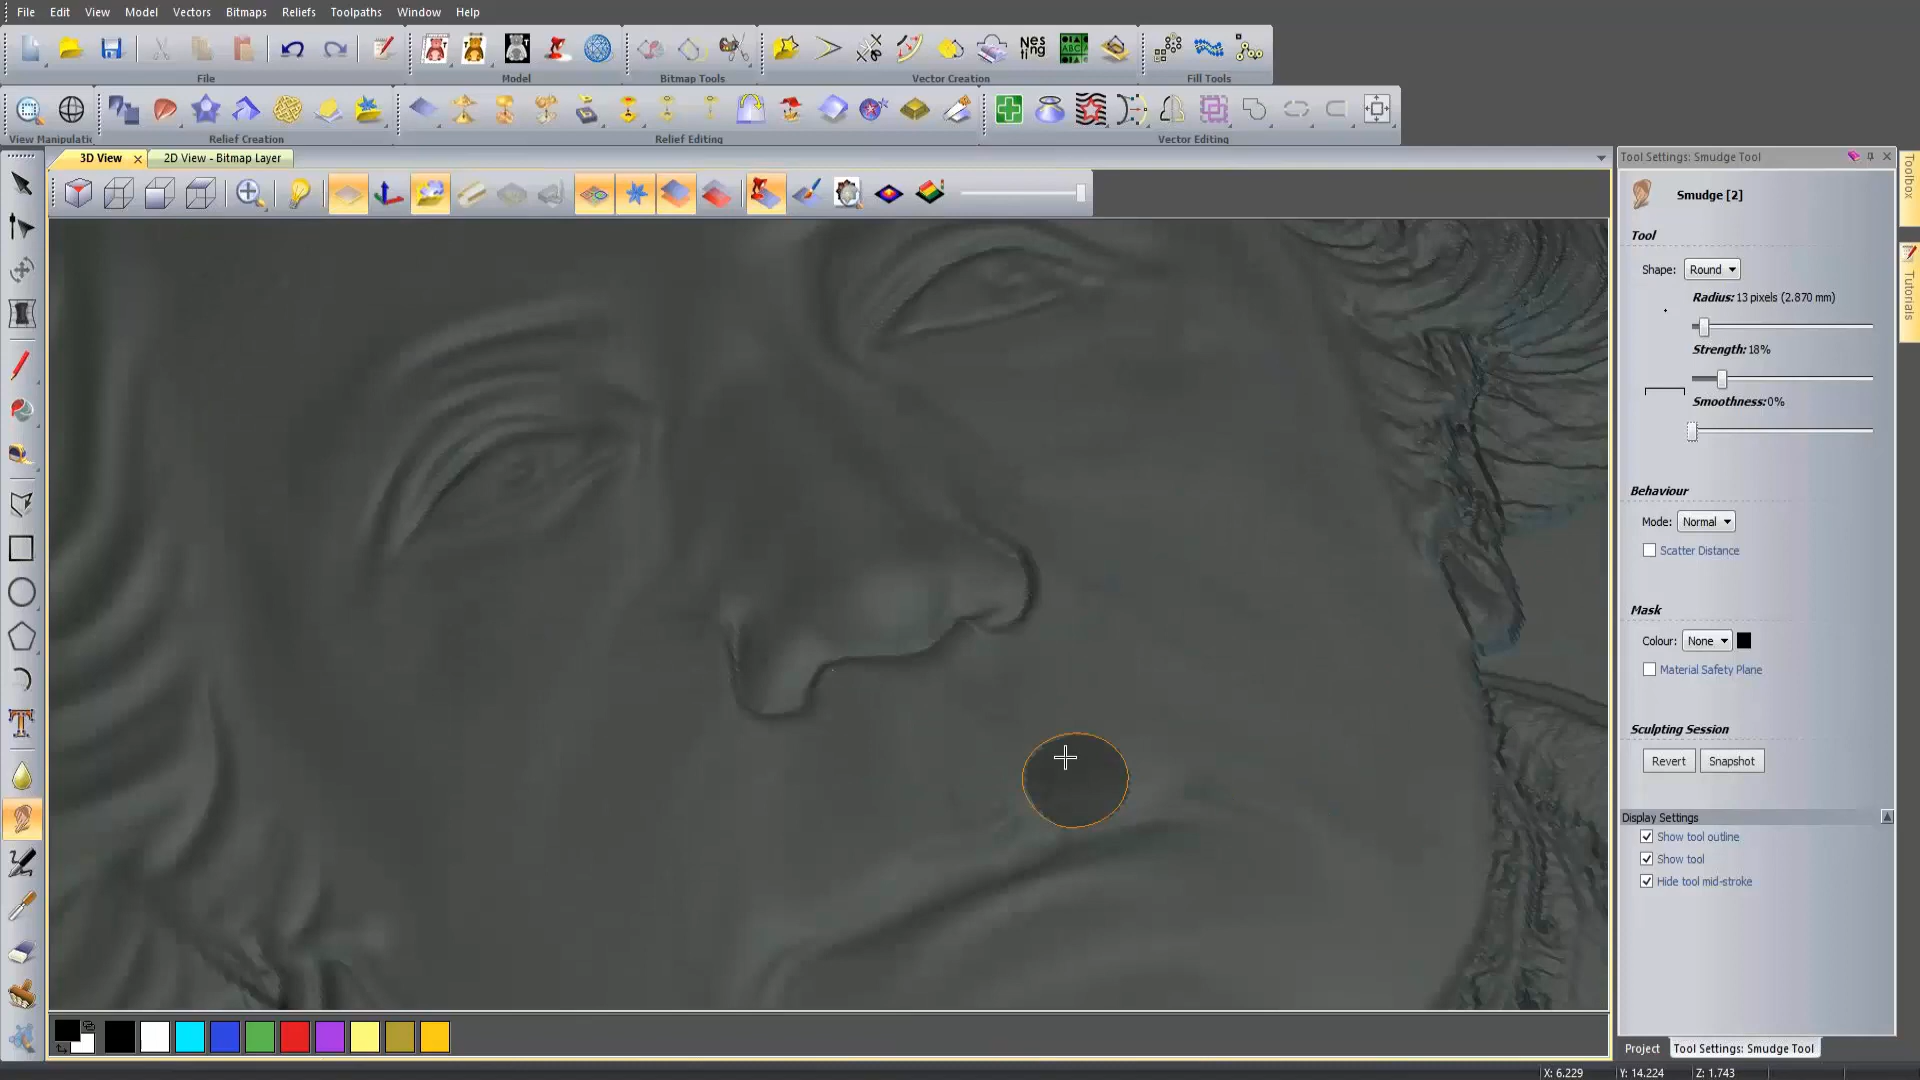 File Edit View Model Vectors Bitmaps Reliefs Toolpaths Window Help
File Model Bitmap Tools Vector Creation Fill Tools
Nes
ting
ABC
View Manipulatic Relief Creation Relief Editing Vector Editing
3D View 2D View - Bitmap Layer
Tool Settings: Smudge Tool
Toolbox
Tutorials
Smudge [2]
Tool
Shape: Round
Radius: 13 pixels (2.870 mm)
Strength: 18%
Smoothness: 0%
Behaviour
Mode: Normal
Scatter Distance
Mask
Colour: None
Material Safety Plane
Sculpting Session
Revert Snapshot
Display Settings
Show tool outline
Show tool
Hide tool mid-stroke
Project Tool Settings: Smudge Tool
X: 6.229 Y: 14.224 Z: 1.743